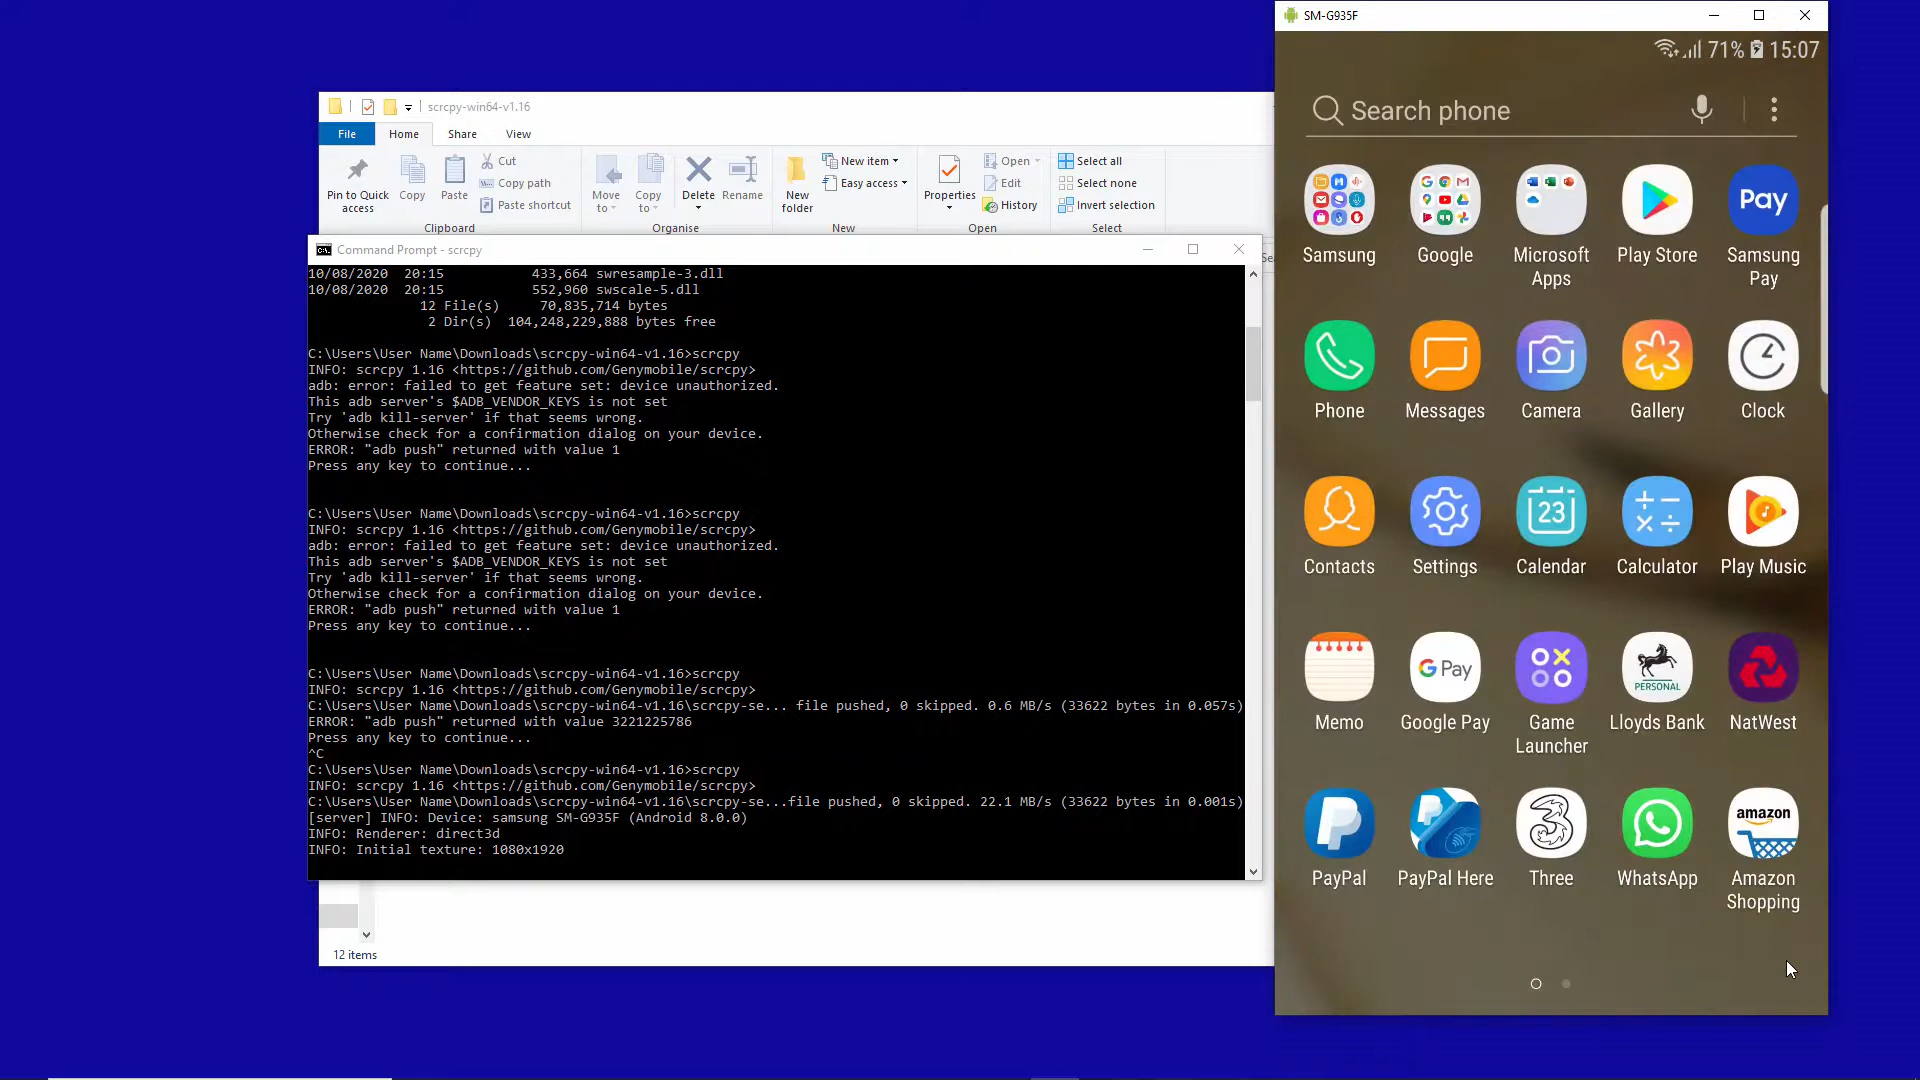 scrcpy-win64-v1.16
File Home Share View
Pin to Quick access
Copy
Paste
Cut
Copy path
Paste shortcut
Clipboard
Move to
Copy to
Delete
Rename
Organise
New folder
New item
Easy access
New
Properties
Open
Edit
History
Open
Select all
Select none
Invert selection
Select
Command Prompt - scrcpy
10/08/2020  20:15           433,664 swresample-3.dll
10/08/2020  20:15           552,960 swscale-5.dll
12 File(s)     70,835,714 bytes
2 Dir(s)  104,248,229,888 bytes free
C:\Users\User Name\Downloads\scrcpy-win64-v1.16>scrcpy
INFO: scrcpy 1.16 <https://github.com/Genymobile/scrcpy>
adb: error: failed to get feature set: device unauthorized.
This adb server's $ADB_VENDOR_KEYS is not set
Try 'adb kill-server' if that seems wrong.
Otherwise check for a confirmation dialog on your device.
ERROR: "adb push" returned with value 1
Press any key to continue...
C:\Users\User Name\Downloads\scrcpy-win64-v1.16>scrcpy
INFO: scrcpy 1.16 <https://github.com/Genymobile/scrcpy>
adb: error: failed to get feature set: device unauthorized.
This adb server's $ADB_VENDOR_KEYS is not set
Try 'adb kill-server' if that seems wrong.
Otherwise check for a confirmation dialog on your device.
ERROR: "adb push" returned with value 1
Press any key to continue...
C:\Users\User Name\Downloads\scrcpy-win64-v1.16>scrcpy
INFO: scrcpy 1.16 <https://github.com/Genymobile/scrcpy>
C:\Users\User Name\Downloads\scrcpy-win64-v1.16\scrcpy-se... file pushed, 0 skipped. 0.6 MB/s (33622 bytes in 0.057s)
ERROR: "adb push" returned with value 3221225786
Press any key to continue...
^C
C:\Users\User Name\Downloads\scrcpy-win64-v1.16>scrcpy
INFO: scrcpy 1.16 <https://github.com/Genymobile/scrcpy>
C:\Users\User Name\Downloads\scrcpy-win64-v1.16\scrcpy-se...file pushed, 0 skipped. 22.1 MB/s (33622 bytes in 0.001s)
[server] INFO: Device: samsung SM-G935F (Android 8.0.0)
INFO: Renderer: direct3d
INFO: Initial texture: 1080x1920
12 items
SM-G935F
71% 15:07
Search phone
Pay
Samsung
Google
Microsoft Apps
Play Store
Samsung Pay
Phone
Messages
Camera
Gallery
Clock
23
Contacts
Settings
Calendar
Calculator
Play Music
G Pay
PERSONAL
Memo
Google Pay
Game Launcher
Lloyds Bank
NatWest
amazon
PayPal
PayPal Here
Three
WhatsApp
Amazon Shopping